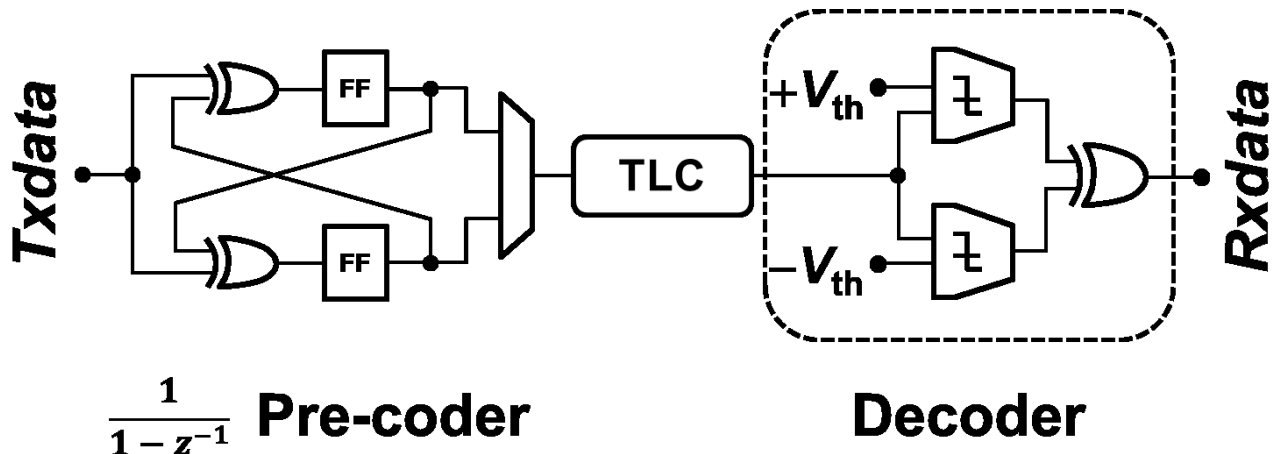 Txdata
FF
FF
TLC
+Vth
−Vth
Rxdata
1
1 − z⁻¹
Pre-coder
Decoder